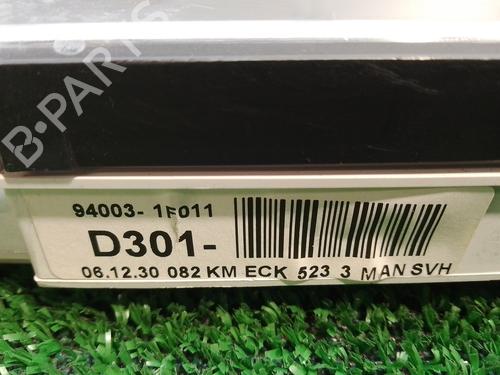 B-PARTS
94003- 1F011
D301-
06.12.30 082 KM ECK 523 3 MAN SVH